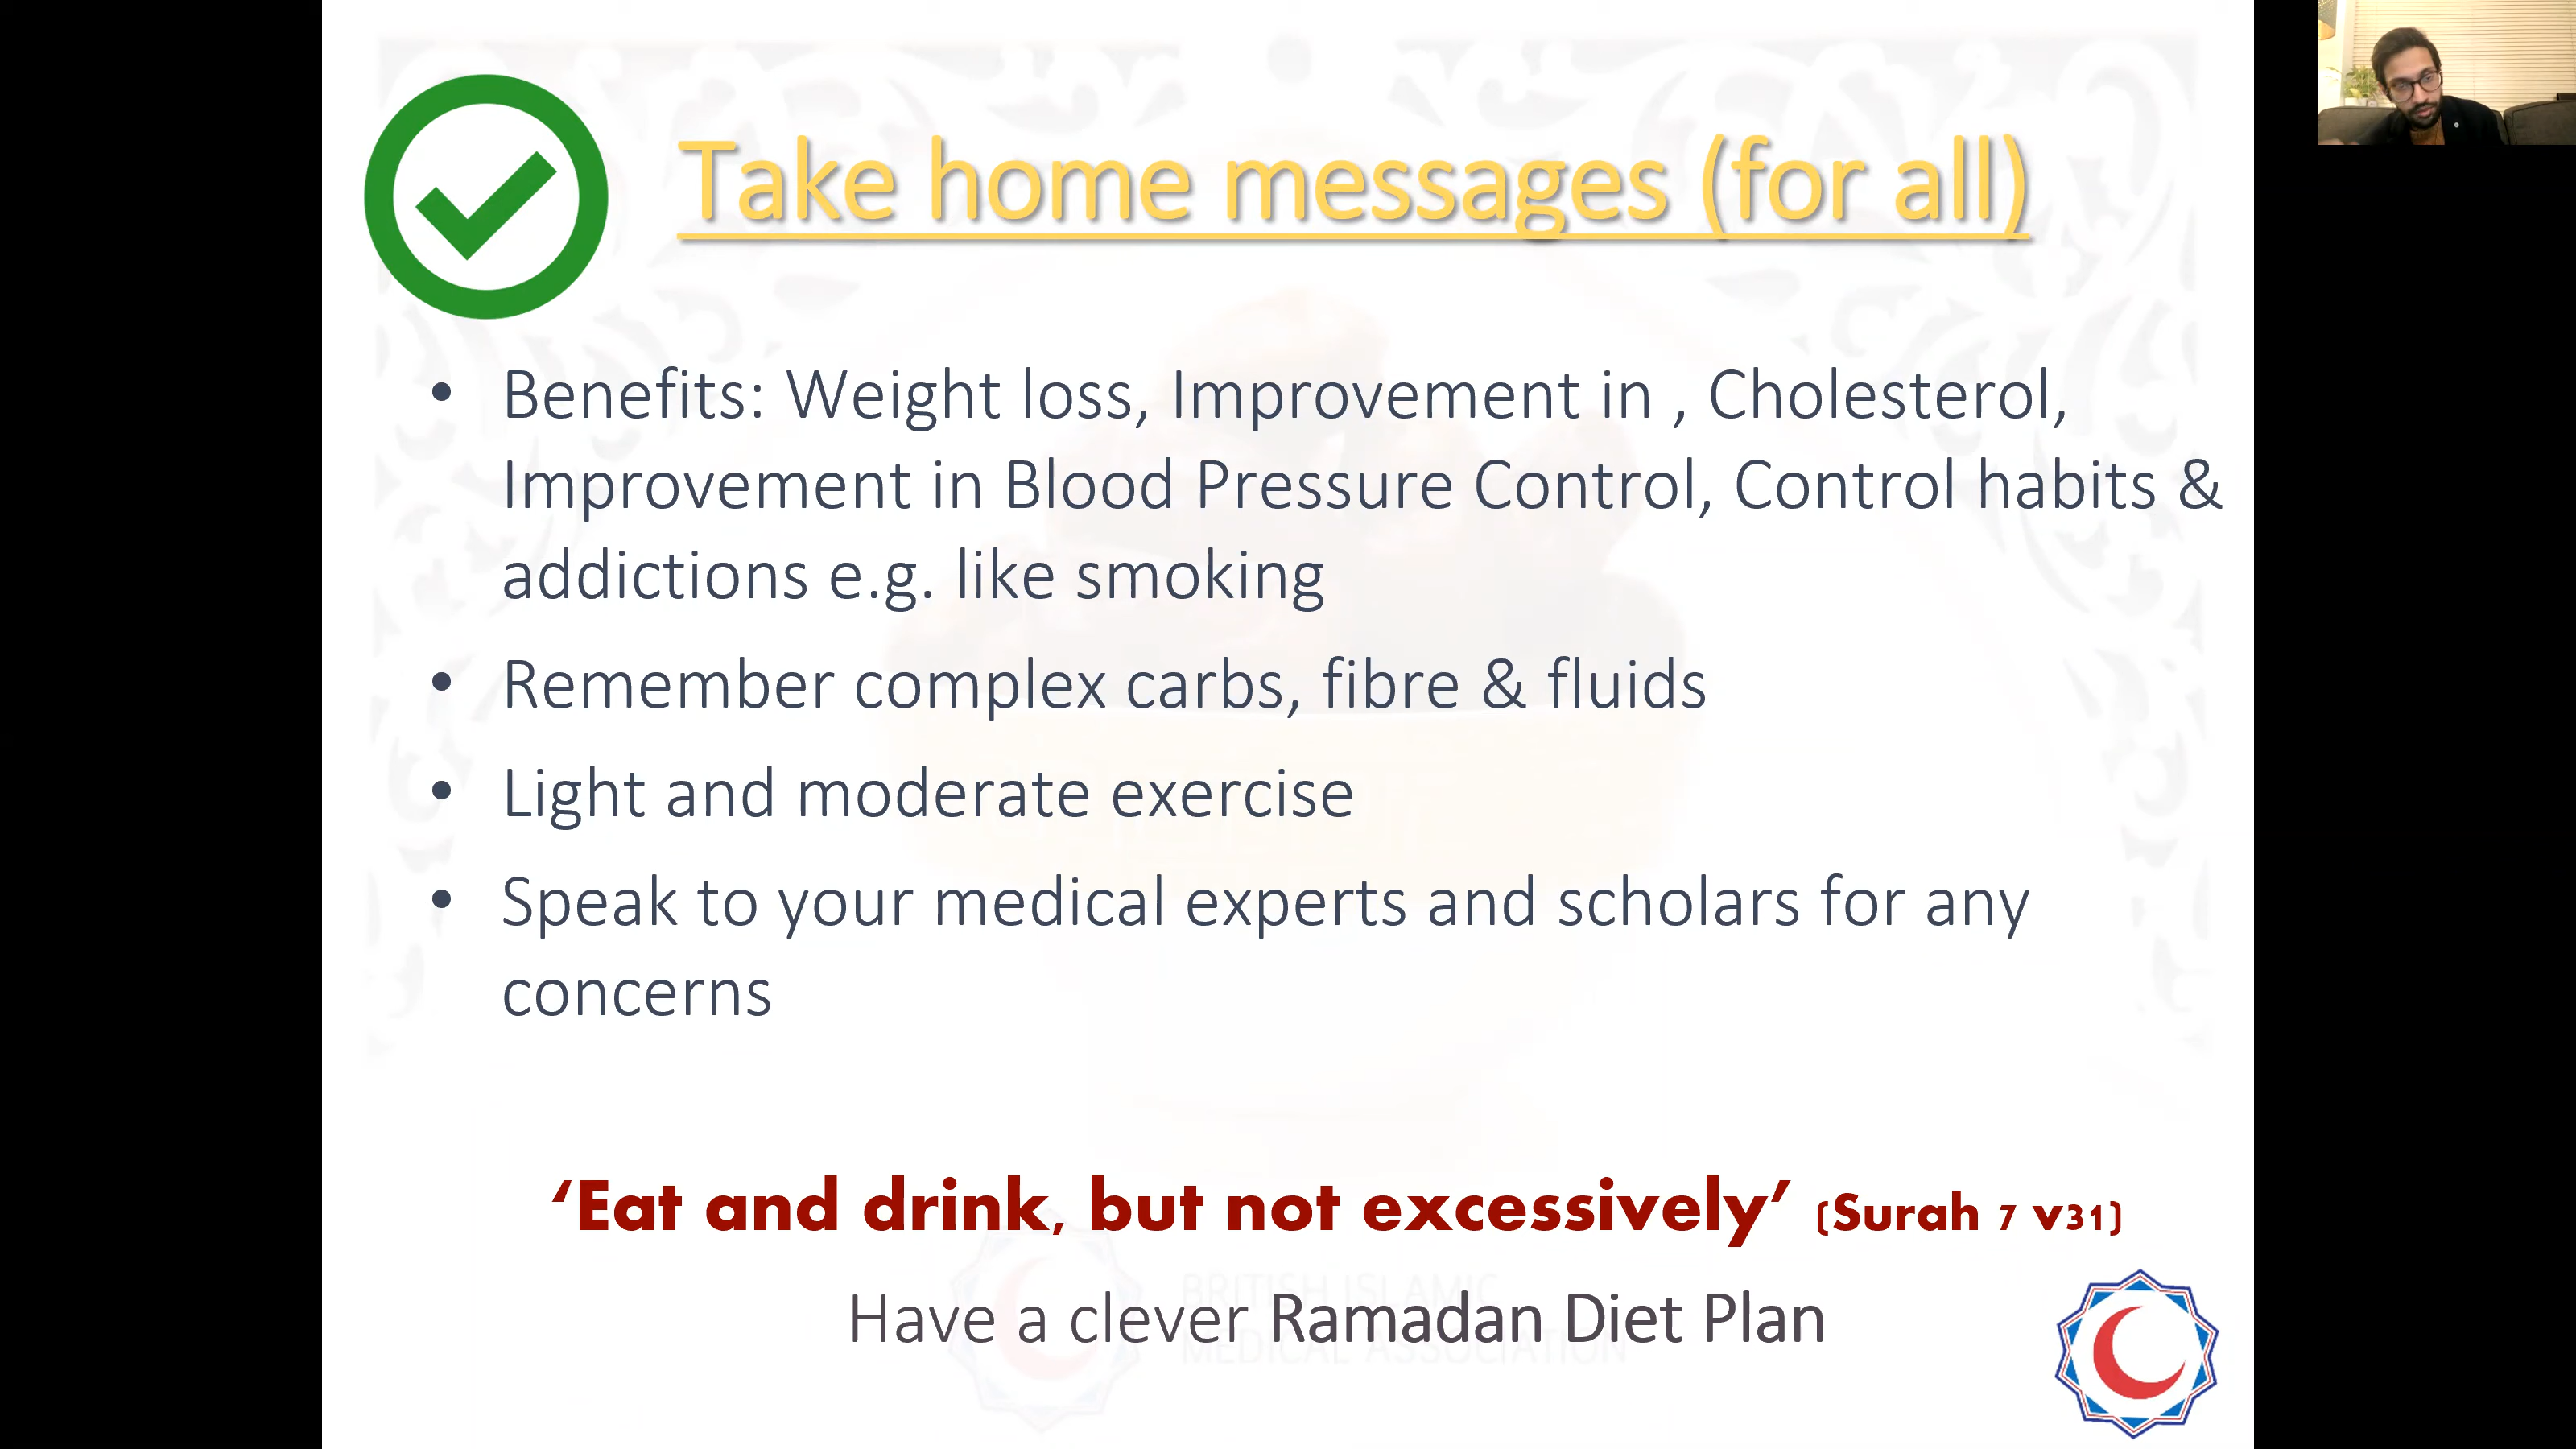 Take home messages (for all)
• Benefits: Weight loss, Improvement in , Cholesterol,
Improvement in Blood Pressure Control, Control habits &
addictions e.g. like smoking
• Remember complex carbs, fibre & fluids
• Light and moderate exercise
• Speak to your medical experts and scholars for any
concerns
‘Eat and drink, but not excessively’ (Surah 7 v31)
BRITISH ISLAMIC
Have a clever Ramadan Diet Plan
MEDICAL ASSOCIATION